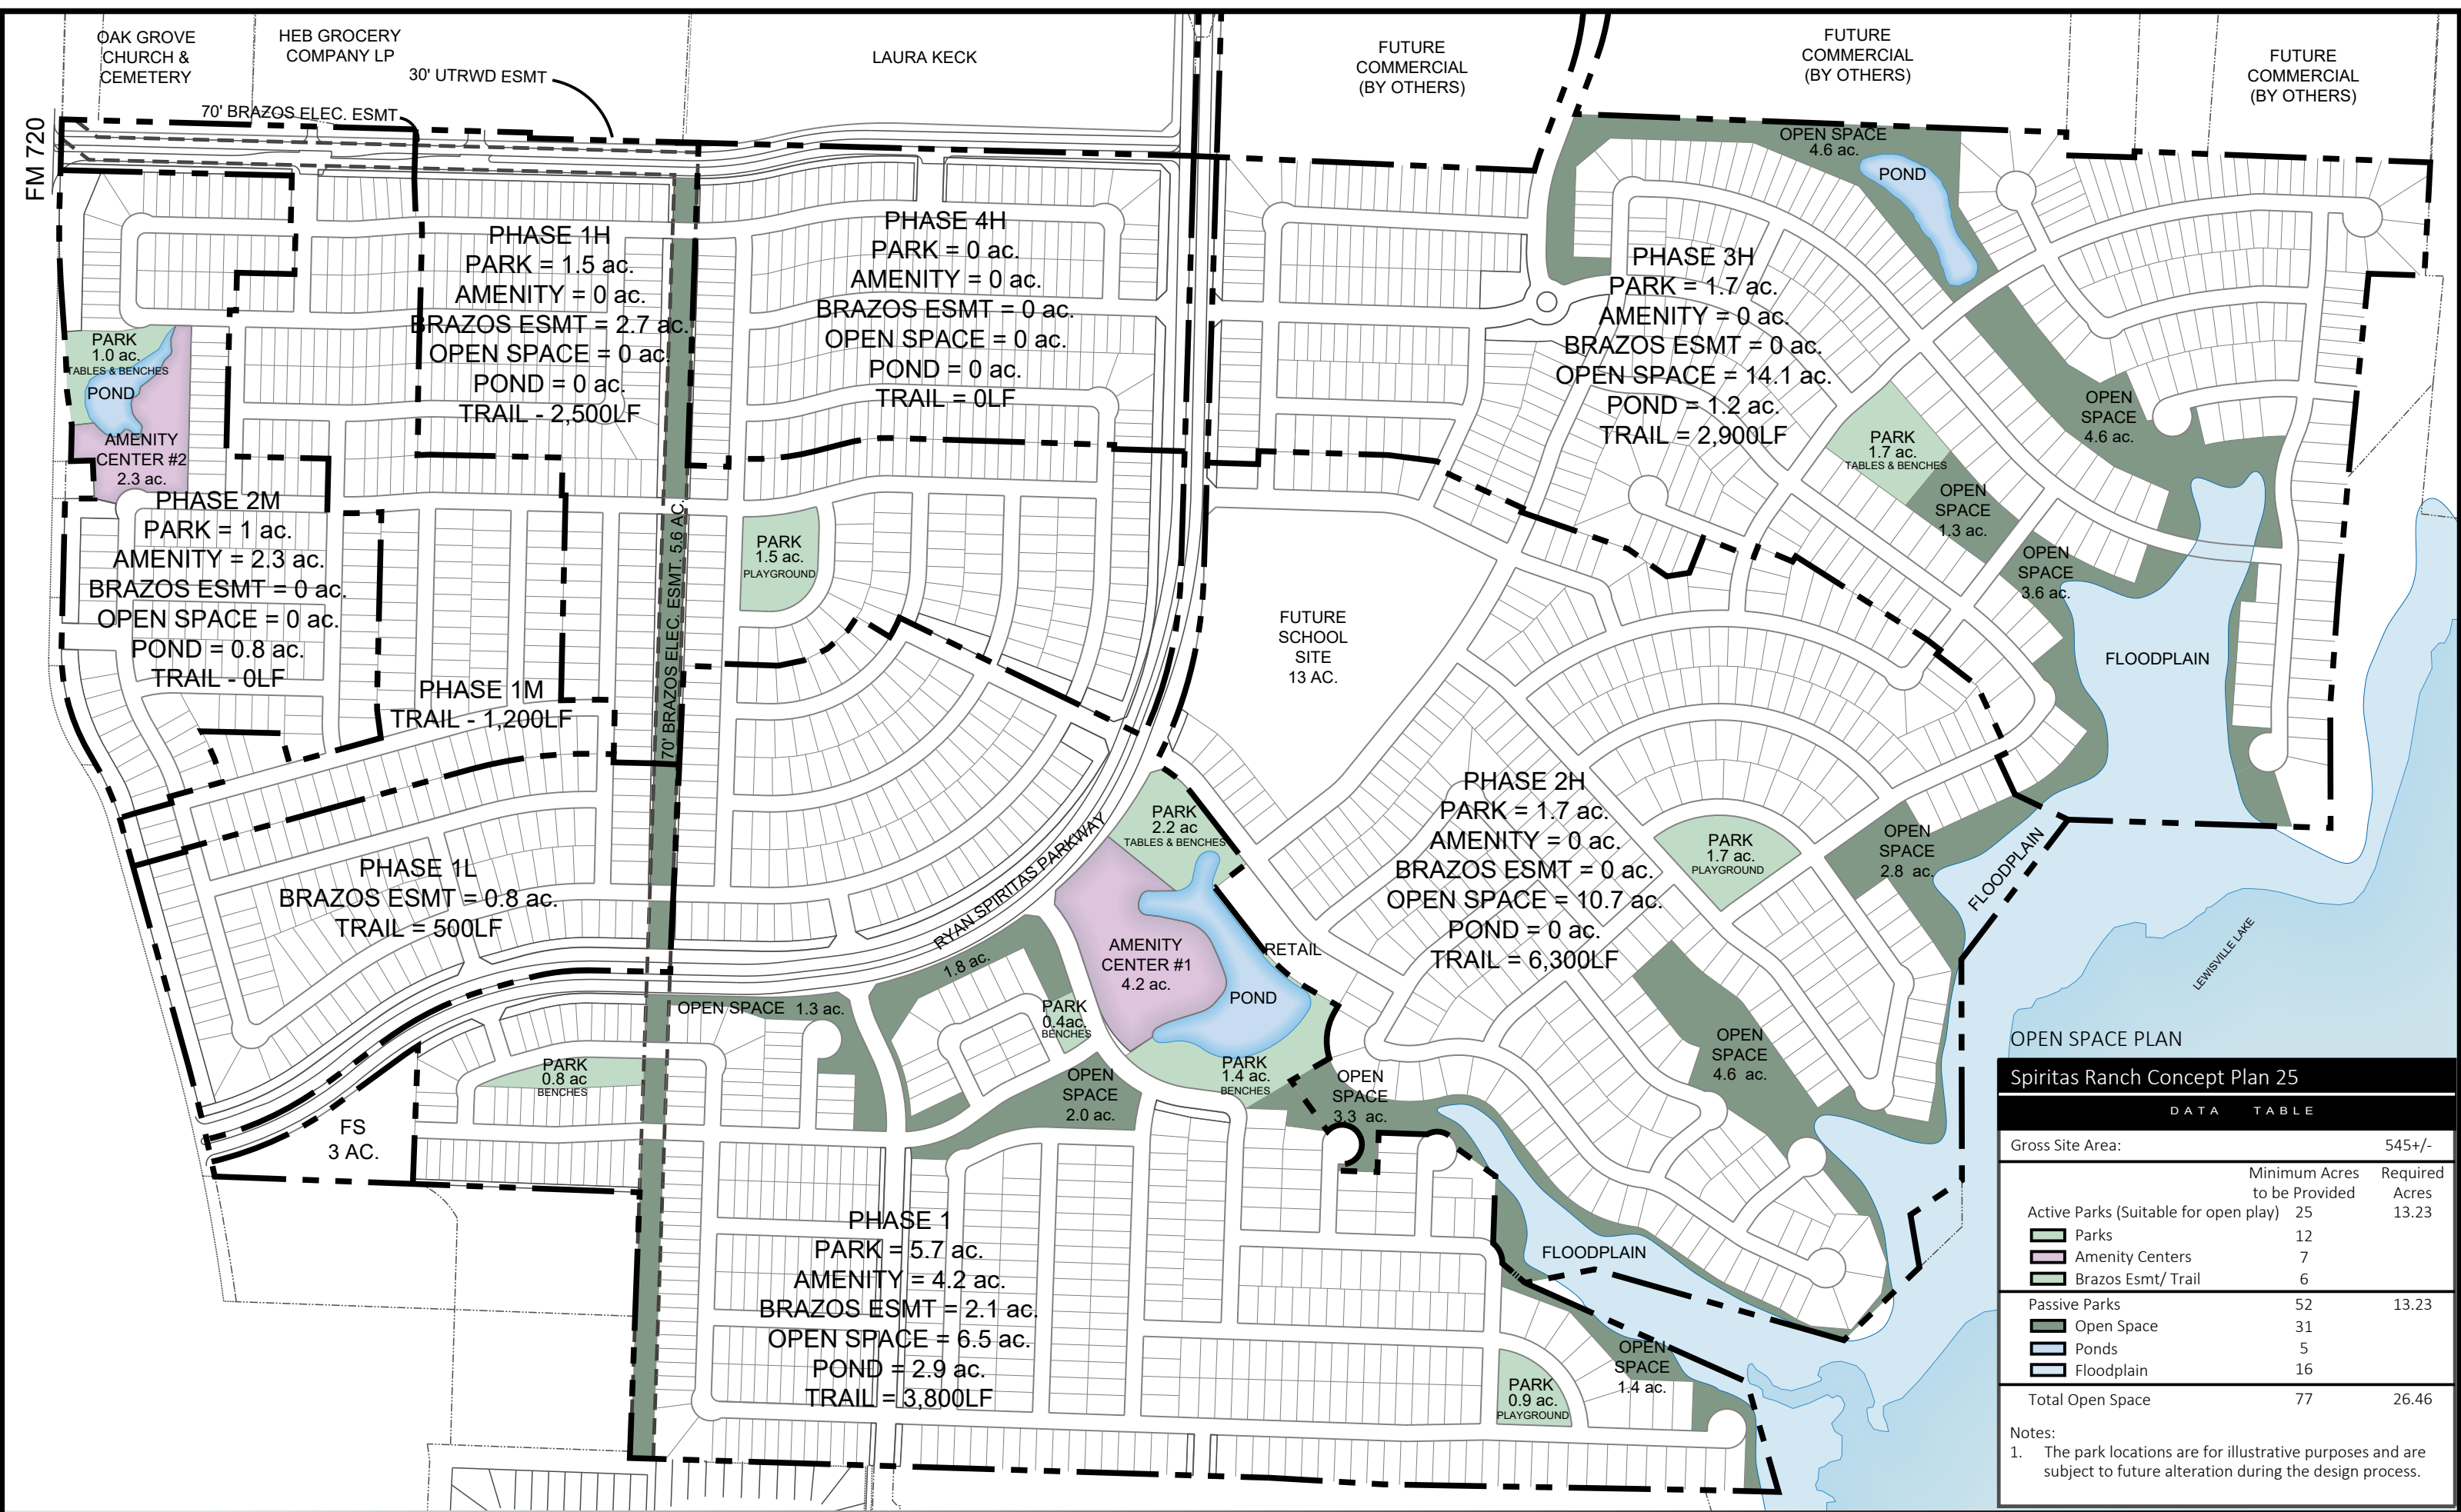 OAK GROVE
CHURCH &
CEMETERY
HEB GROCERY
COMPANY LP
30' UTRWD ESMT
LAURA KECK
FUTURE
COMMERCIAL
(BY OTHERS)
FUTURE
COMMERCIAL
(BY OTHERS)
FUTURE
COMMERCIAL
(BY OTHERS)
FM 720
70' BRAZOS ELEC. ESMT
OPEN SPACE
4.6 ac.
POND
PHASE 1H
PARK = 1.5 ac.
AMENITY = 0 ac.
BRAZOS ESMT = 2.7 ac.
OPEN SPACE = 0 ac.
POND = 0 ac.
TRAIL - 2,500LF
PHASE 4H
PARK = 0 ac.
AMENITY = 0 ac.
BRAZOS ESMT = 0 ac.
OPEN SPACE = 0 ac.
POND = 0 ac.
TRAIL = 0LF
PHASE 3H
PARK = 1.7 ac.
AMENITY = 0 ac.
BRAZOS ESMT = 0 ac.
OPEN SPACE = 14.1 ac.
POND = 1.2 ac.
TRAIL = 2,900LF
PARK
1.0 ac.
TABLES & BENCHES
POND
AMENITY
CENTER #2
2.3 ac.
OPEN
SPACE
4.6 ac.
PARK
1.7 ac.
TABLES & BENCHES
OPEN
SPACE
1.3 ac.
OPEN
SPACE
3.6 ac.
PHASE 2M
PARK = 1 ac.
AMENITY = 2.3 ac.
BRAZOS ESMT = 0 ac.
OPEN SPACE = 0 ac.
POND = 0.8 ac.
TRAIL - 0LF
PARK
1.5 ac.
PLAYGROUND
70' BRAZOS ELEC. ESMT. 5.6 AC.
FUTURE
SCHOOL
SITE
13 AC.
FLOODPLAIN
PHASE 1M
TRAIL - 1,200LF
PHASE 1L
BRAZOS ESMT = 0.8 ac.
TRAIL = 500LF
RYAN SPIRITAS PARKWAY
PARK
2.2 ac
TABLES & BENCHES
PHASE 2H
PARK = 1.7 ac.
AMENITY = 0 ac.
BRAZOS ESMT = 0 ac.
OPEN SPACE = 10.7 ac.
POND = 0 ac.
TRAIL = 6,300LF
PARK
1.7 ac.
PLAYGROUND
OPEN
SPACE
2.8 ac.
FLOODPLAIN
LEWISVILLE LAKE
AMENITY
CENTER #1
4.2 ac.
RETAIL
POND
1.8 ac.
OPEN SPACE 1.3 ac.
PARK
0.4ac.
BENCHES
PARK
0.8 ac
BENCHES
OPEN
SPACE
2.0 ac.
PARK
1.4 ac.
BENCHES
OPEN
SPACE
3.3 ac.
OPEN
SPACE
4.6 ac.
FS
3 AC.
PHASE 1
PARK = 5.7 ac.
AMENITY = 4.2 ac.
BRAZOS ESMT = 2.1 ac.
OPEN SPACE = 6.5 ac.
POND = 2.9 ac.
TRAIL = 3,800LF
FLOODPLAIN
OPEN
SPACE
1.4 ac.
PARK
0.9 ac.
PLAYGROUND
OPEN SPACE PLAN
Spiritas Ranch Concept Plan 25
DATA TABLE
Gross Site Area: 545+/-
Minimum Acres Required
to be Provided Acres
Active Parks (Suitable for open play) 25 13.23
Parks 12
Amenity Centers 7
Brazos Esmt/ Trail 6
Passive Parks 52 13.23
Open Space 31
Ponds 5
Floodplain 16
Total Open Space 77 26.46
Notes:
1. The park locations are for illustrative purposes and are
subject to future alteration during the design process.